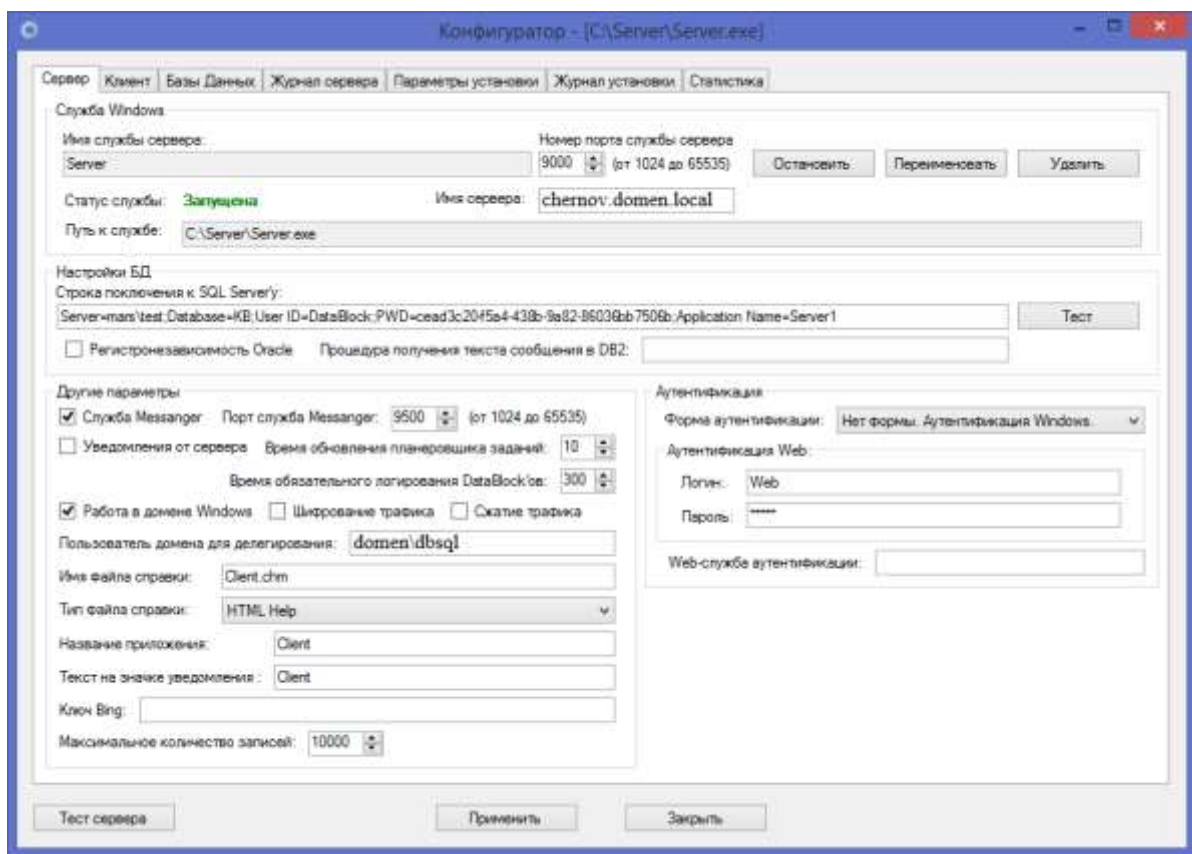 Конфигуратор - [C:\Server\Server.exe]
Сервер Клиент Базы Данных Журнал сервера Параметры установки Журнал установки Статистика
Служба Windows
Имя службы сервера: Номер порта службы сервера
Server 9000 (от 1024 до 65535) Остановить Переименовать Удалить
Статус службы: Запущена Имя сервера: chernov.domen.local
Путь к службе: C:\Server\Server.exe
Настройки БД
Строка поключения к SQL Server'у:
Server=mars\test;Database=KB;User ID=DataBlock;PWD=cead3c20-f5a4-438b-9a82-86036bb7506b;Application Name=Server1 Тест
Регистронезависимость Oracle Процедура получения текста сообщения в DB2:
Другие параметры Аутентификация
Служба Messanger Порт служба Messanger: 9500 (от 1024 до 65535) Форма аутентификации: Нет формы. Аутентификация Windows.
Уведомления от сервера Время обновления планеровщика заданий: 10 Аутентификация Web:
Время обязательного логирования DataBlock'ов: 300 Логин: Web
Работа в домене Windows Шифрование трафика Сжатие трафика Пароль: *****
Пользователь домена для делегирования: domen\dbsql
Web-служба аутентификации:
Имя файла справки: Client.chm
Тип файла справки: HTML Help
Название приложения: Client
Текст на значке уведомления : Client
Ключ Bing:
Максимальное количество записей: 10000
Тест сервера Применить Закрыть